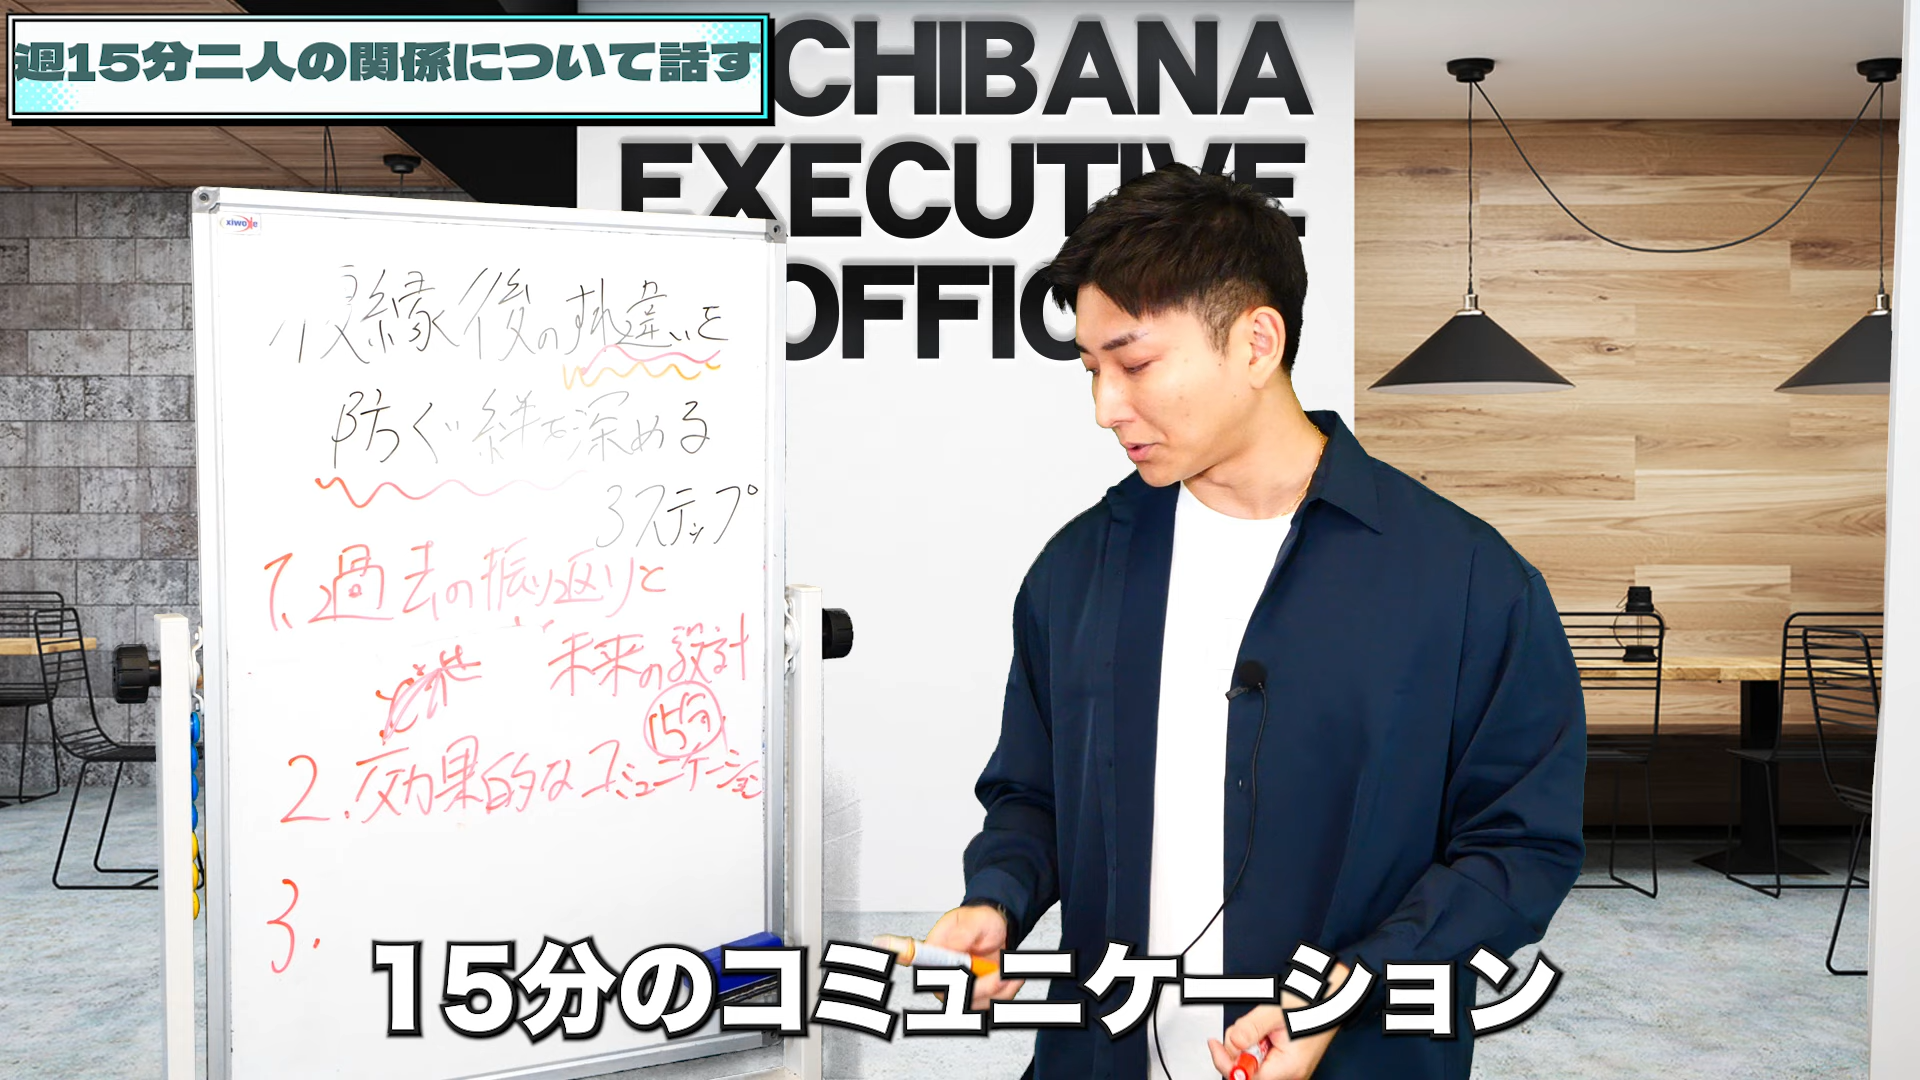 週15分二人の関係について話す
CHIBANA
EXECUTIVE
OFFIC
xiwode
復縁後のすれ違いを
防ぐ絆を深める
3ステップ
1.過去の振り返りと
未来の設計
15分
2.効果的なコミュニケーション
3.
15分のコミュニケーション